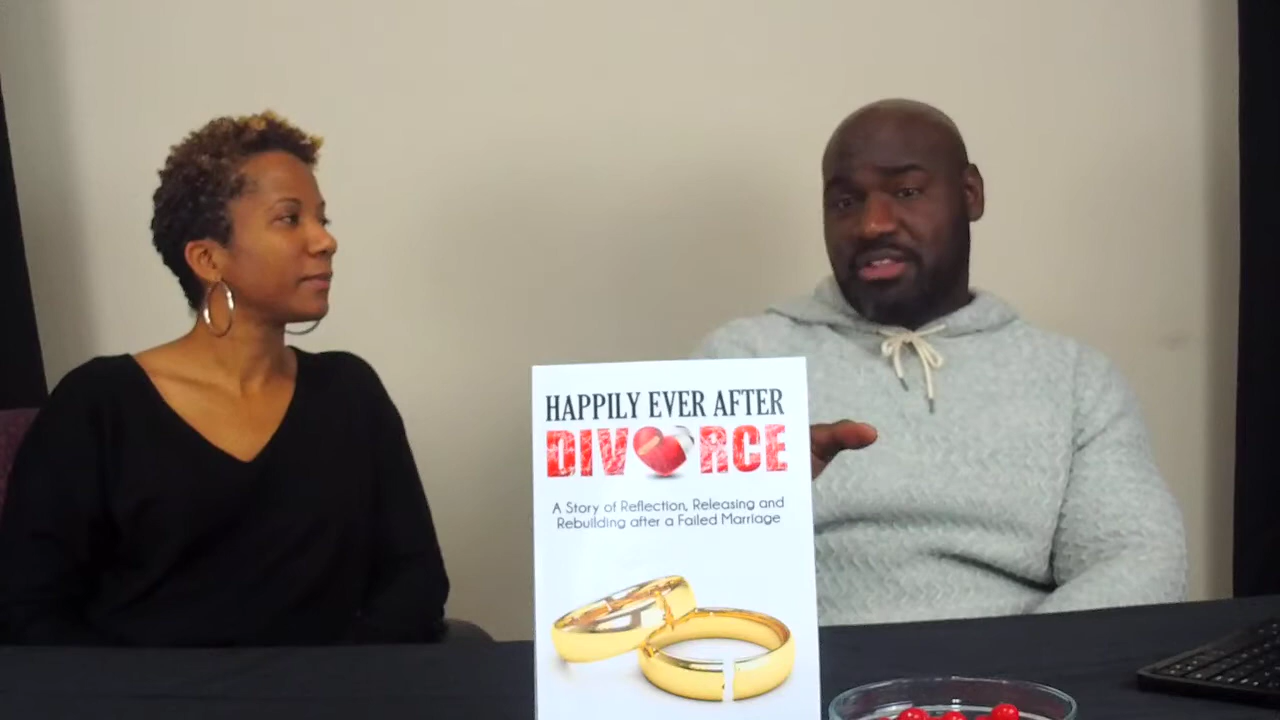 HAPPILY EVER AFTER
DIVORCE
A Story of Reflection, Releasing and
Rebuilding after a Failed Marriage